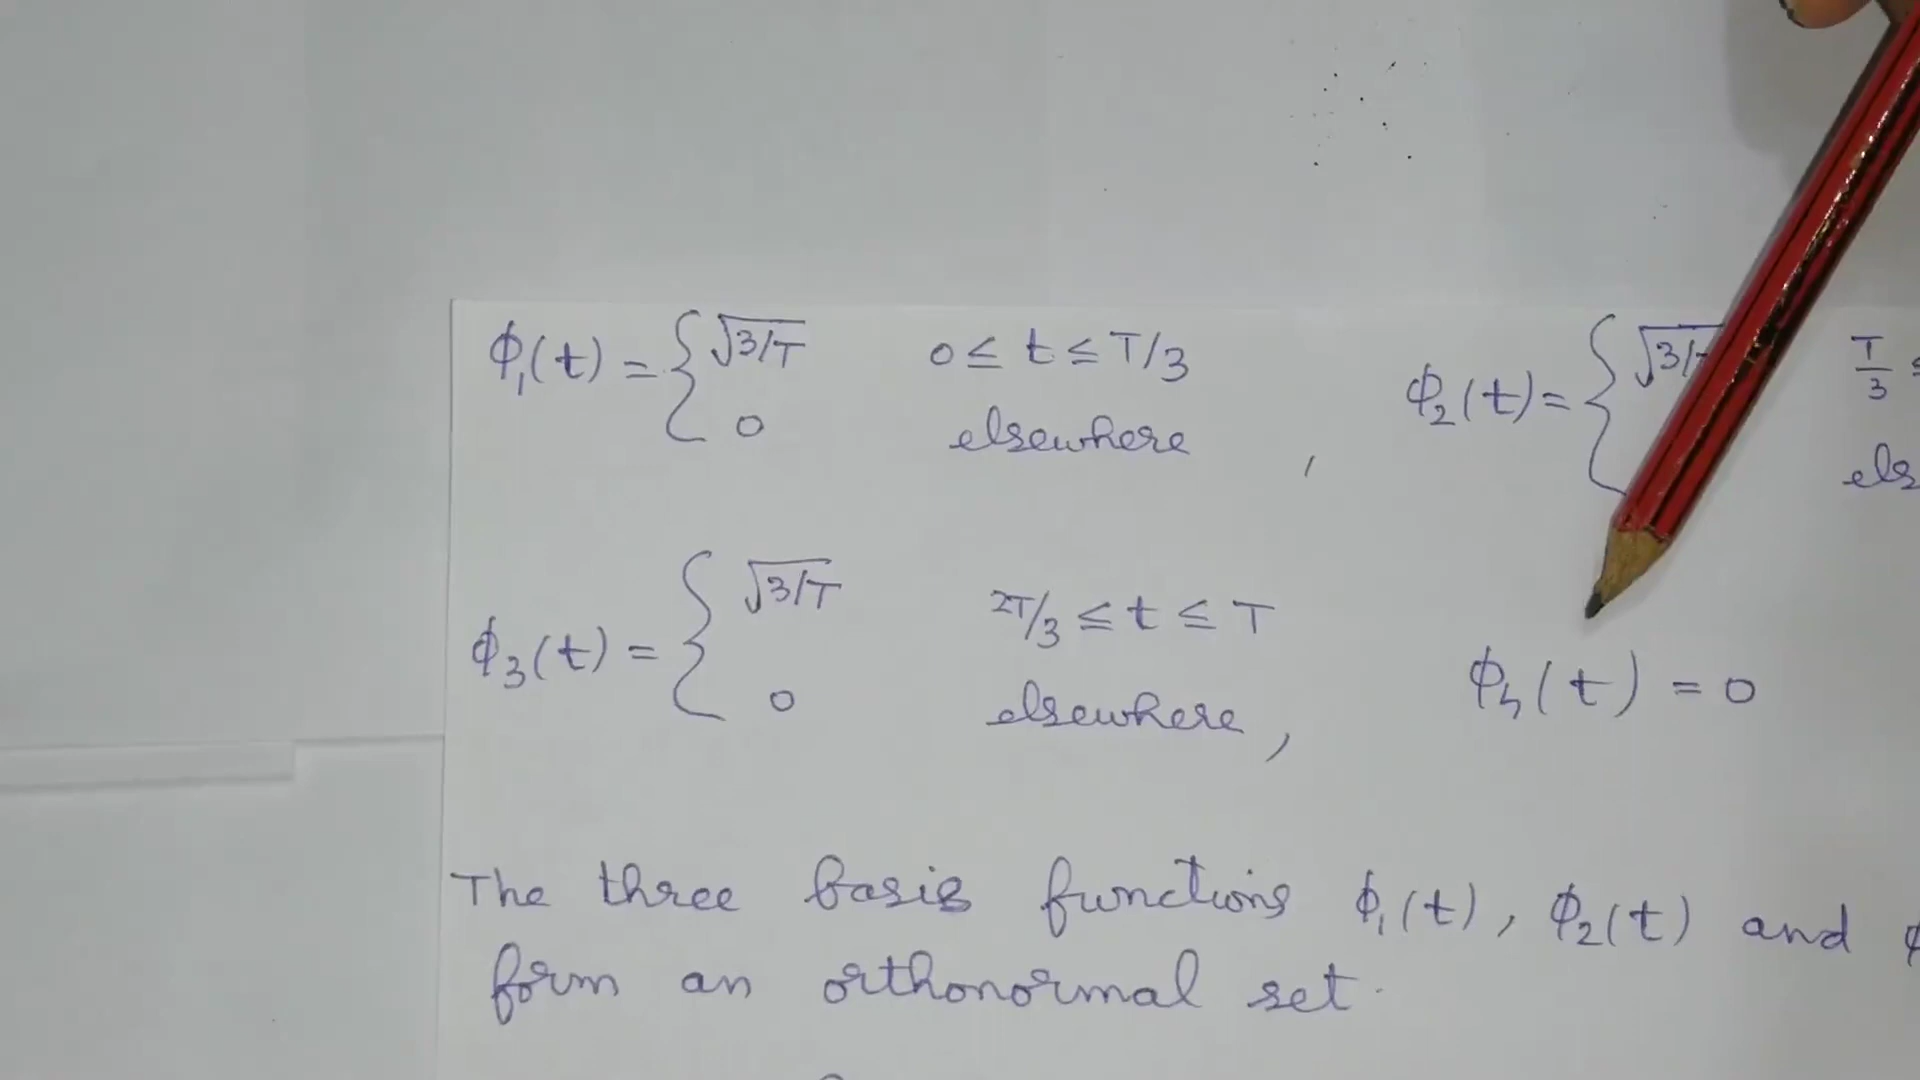 ϕ₁(t) = { √3/T    0 ≤ t ≤ T/3
0    elsewhere ,
ϕ₂(t) = { √3/    T/3 ≤
els
ϕ₃(t) = { √3/T    2T/3 ≤ t ≤ T
0    elsewhere ,
ϕ₄(t) = 0
The three basis functions ϕ₁(t), ϕ₂(t) and ϕ
form an orthonormal set.